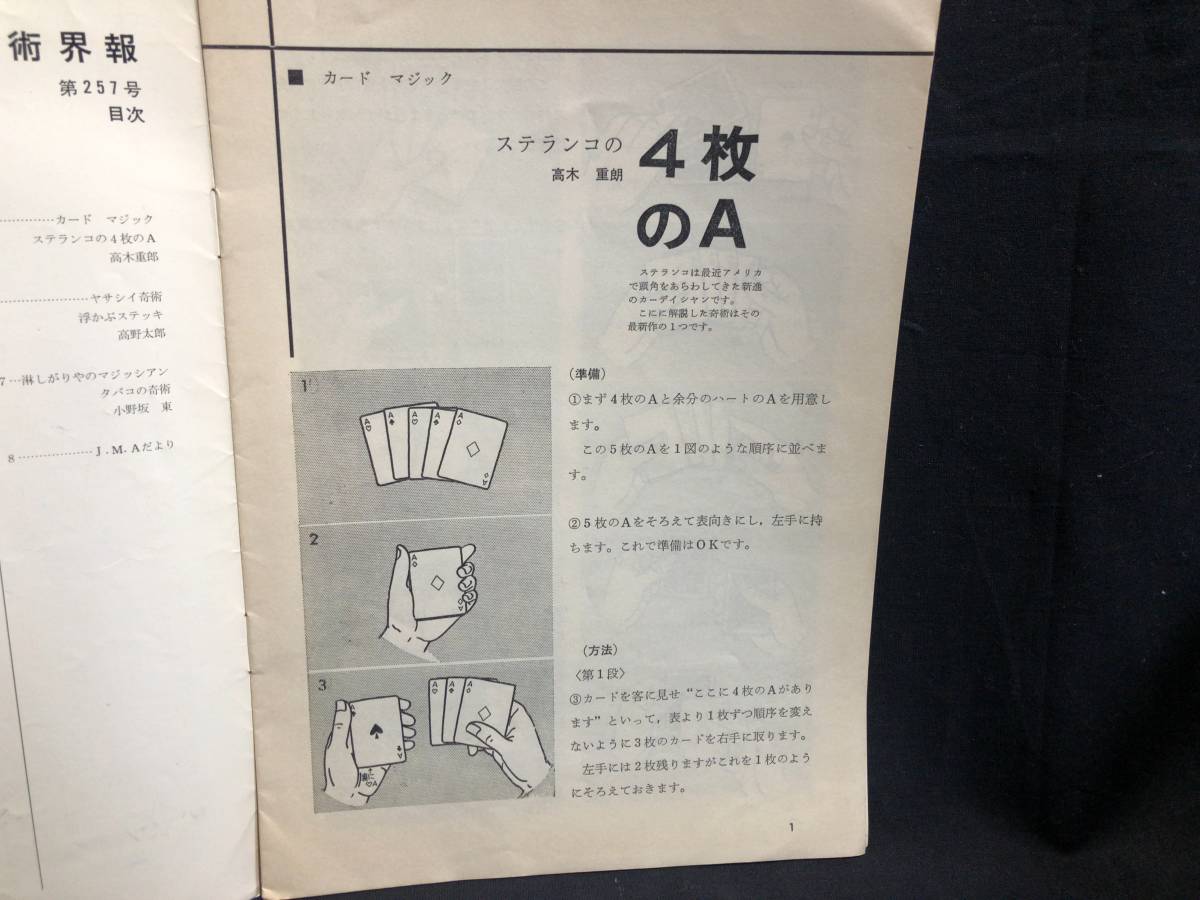 術界報
第257号
目次
………………カード　マジック
ステランコの4枚のA
高木重郎
………………ヤサシイ奇術
浮かぶステッキ
高野太郎
7…淋しがりやのマジッシアン
タバコの奇術
小野坂　東
8………………J.M.Aだより
■　カード　マジック
ステランコの
高木　重朗
4枚
のA
ステランコは最近アメリカ
で頭角をあらわしてきた新進
のカーデイシャンです。
こにに解説した奇術はその
最新作の1つです。
1
A
A
A
A
A
A
2
A
A
3
A
A
A
A
A
A
（準備）
①まず4枚のAと余分のハートのAを用意し
ます。
この5枚のAを1図のような順序に並べま
す。
②5枚のAをそろえて表向きにし，左手に持
ちます。これで準備はOKです。
（方法）
〈第1段〉
③カードを客に見せ“ここに4枚のAがあり
ます”といって，表より1枚ずつ順序を変え
ないように3枚のカードを右手に取ります。
左手には2枚残りますがこれを1枚のよう
にそろえておきます。
1